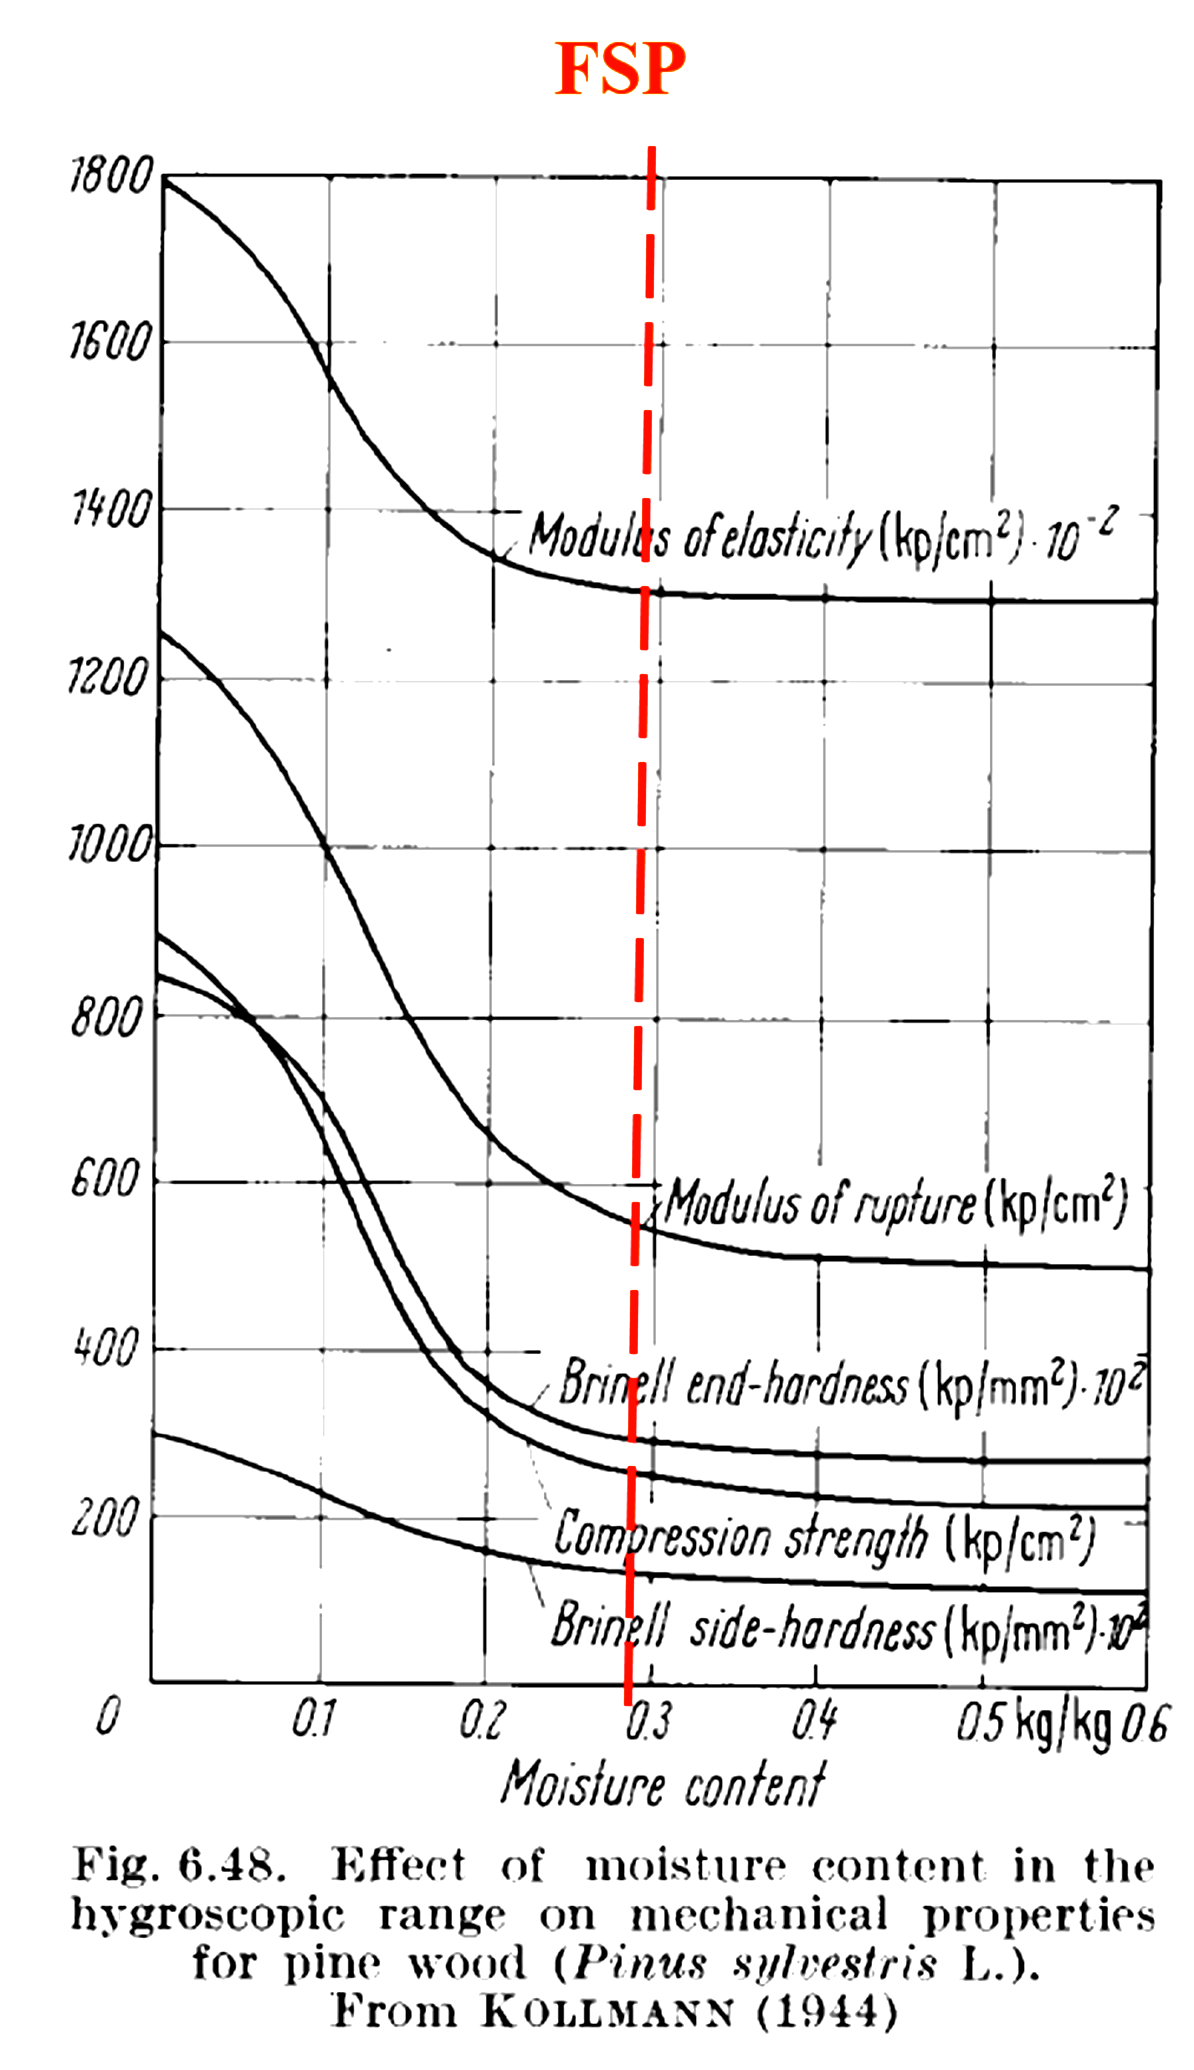 FSP
1800
1600
1400
Modulus of elasticity (kp/cm²)·10⁻²
1200
1000
800
600
Modulus of rupture (kp/cm²)
400
Brinell end-hardness (kp/mm²)·10²
200
Compression strength (kp/cm²)
Brinell side-hardness (kp/mm²)·10²
0 0.1 0.2 0.3 0.4 0.5 kg/kg 0.6
Moisture content
Fig. 6.48. Effect of moisture content in the
hygroscopic range on mechanical properties
for pine wood (Pinus sylvestris L.).
From KOLLMANN (1944)